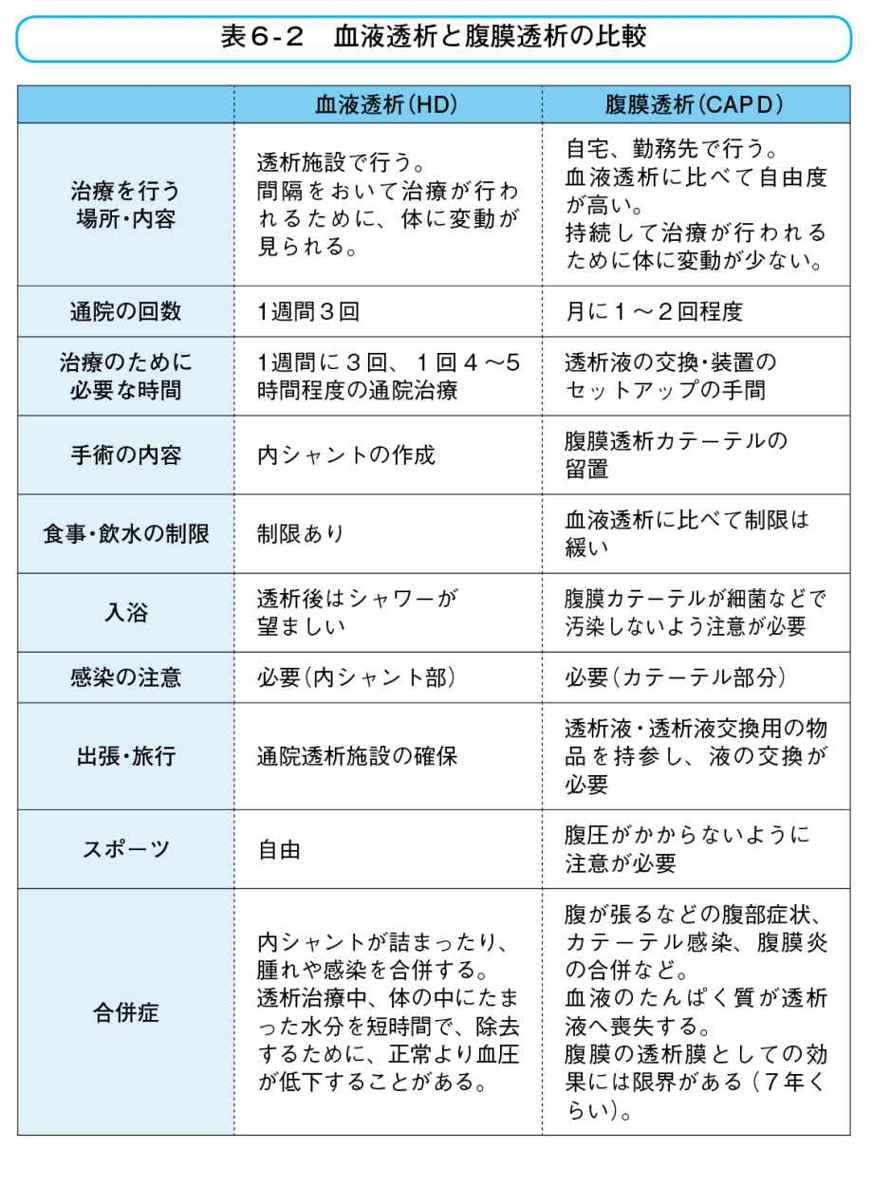 表6-2　血液透析と腹膜透析の比較
血液透析(HD)
腹膜透析(CAPD)
治療を行う
場所・内容
透析施設で行う。
間隔をおいて治療が行わ
れるために、体に変動が
見られる。
自宅、勤務先で行う。
血液透析に比べて自由度
が高い。
持続して治療が行われる
ために体に変動が少ない。
通院の回数
1週間3回
月に1〜2回程度
治療のために
必要な時間
1週間に3回、1回4〜5
時間程度の通院治療
透析液の交換・装置の
セットアップの手間
手術の内容
内シャントの作成
腹膜透析カテーテルの
留置
食事・飲水の制限
制限あり
血液透析に比べて制限は
緩い
入浴
透析後はシャワーが
望ましい
腹膜カテーテルが細菌などで
汚染しないよう注意が必要
感染の注意
必要(内シャント部)
必要(カテーテル部分)
出張・旅行
通院透析施設の確保
透析液・透析液交換用の物
品を持参し、液の交換が
必要
スポーツ
自由
腹圧がかからないように
注意が必要
合併症
内シャントが詰まったり、
腫れや感染を合併する。
透析治療中、体の中にたま
った水分を短時間で、除去
するために、正常より血圧
が低下することがある。
腹が張るなどの腹部症状、
カテーテル感染、腹膜炎
の合併など。
血液のたんぱく質が透析
液へ喪失する。
腹膜の透析膜としての効
果には限界がある(7年く
らい)。